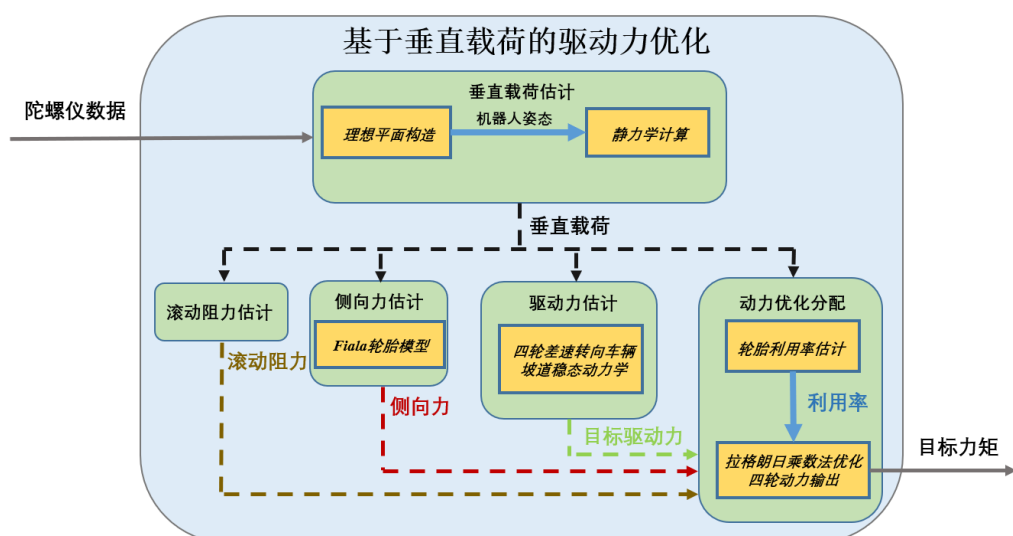 基于垂直载荷的驱动力优化
陀螺仪数据
垂直载荷估计
理想平面构造
机器人姿态
静力学计算
垂直载荷
滚动阻力估计
侧向力估计
Fiala轮胎模型
驱动力估计
四轮差速转向车辆
坡道稳态动力学
动力优化分配
轮胎利用率估计
滚动阻力
侧向力
目标驱动力
利用率
拉格朗日乘数法优化
四轮动力输出
目标力矩